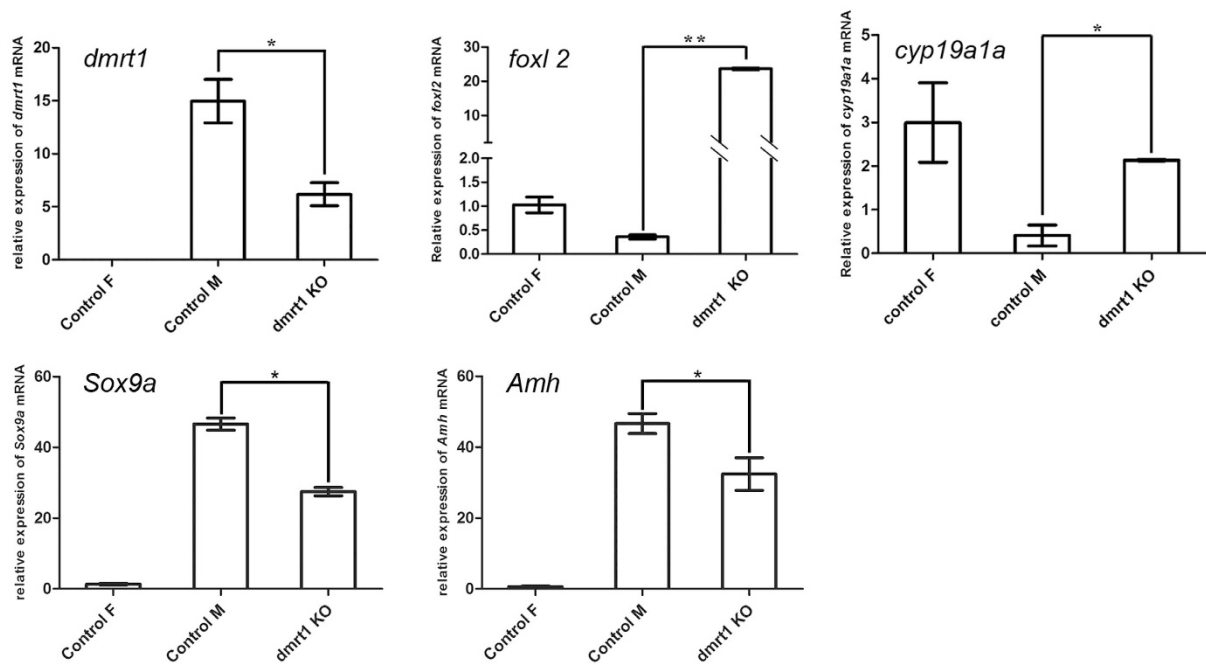 relative expression of dmrt1 mRNA
dmrt1
*
20
15
10
5
0
Control F
Control M
dmrt1 KO
Relative expression of foxl2 mRNA
foxl 2
**
30
20
10
2.0
1.5
1.0
0.5
0.0
Control F
Control M
dmrt1 KO
Relative expression of cyp19a1a mRNA
cyp19a1a
*
5
4
3
2
1
0
control F
control M
dmrt1 KO
relative expression of Sox9a mRNA
Sox9a
*
60
40
20
0
Control F
Control M
dmrt1 KO
relative expression of Amh mRNA
Amh
*
60
40
20
0
Control F
Control M
dmrt1 KO